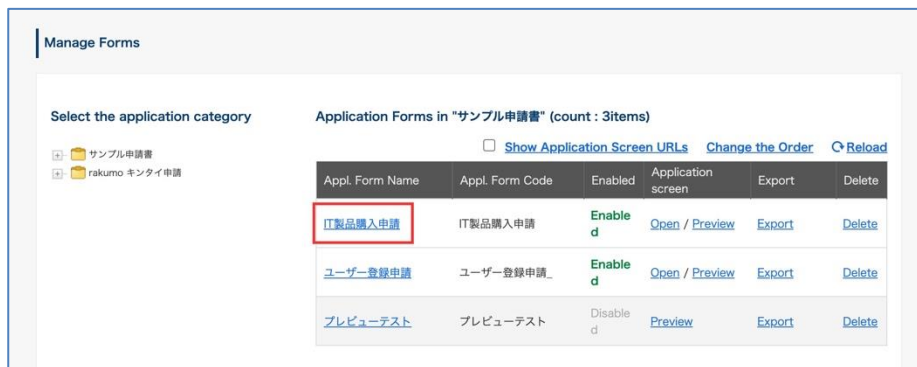 Manage Forms
Select the application category
サンプル申請書
rakumo キンタイ申請
Application Forms in "サンプル申請書" (count : 3items)
Show Application Screen URLs Change the Order Reload
Appl. Form Name Appl. Form Code Enabled Application screen Export Delete
IT製品購入申請 IT製品購入申請 Enabled Open / Preview Export Delete
ユーザー登録申請 ユーザー登録申請_ Enabled Open / Preview Export Delete
プレビューテスト プレビューテスト Disabled Preview Export Delete